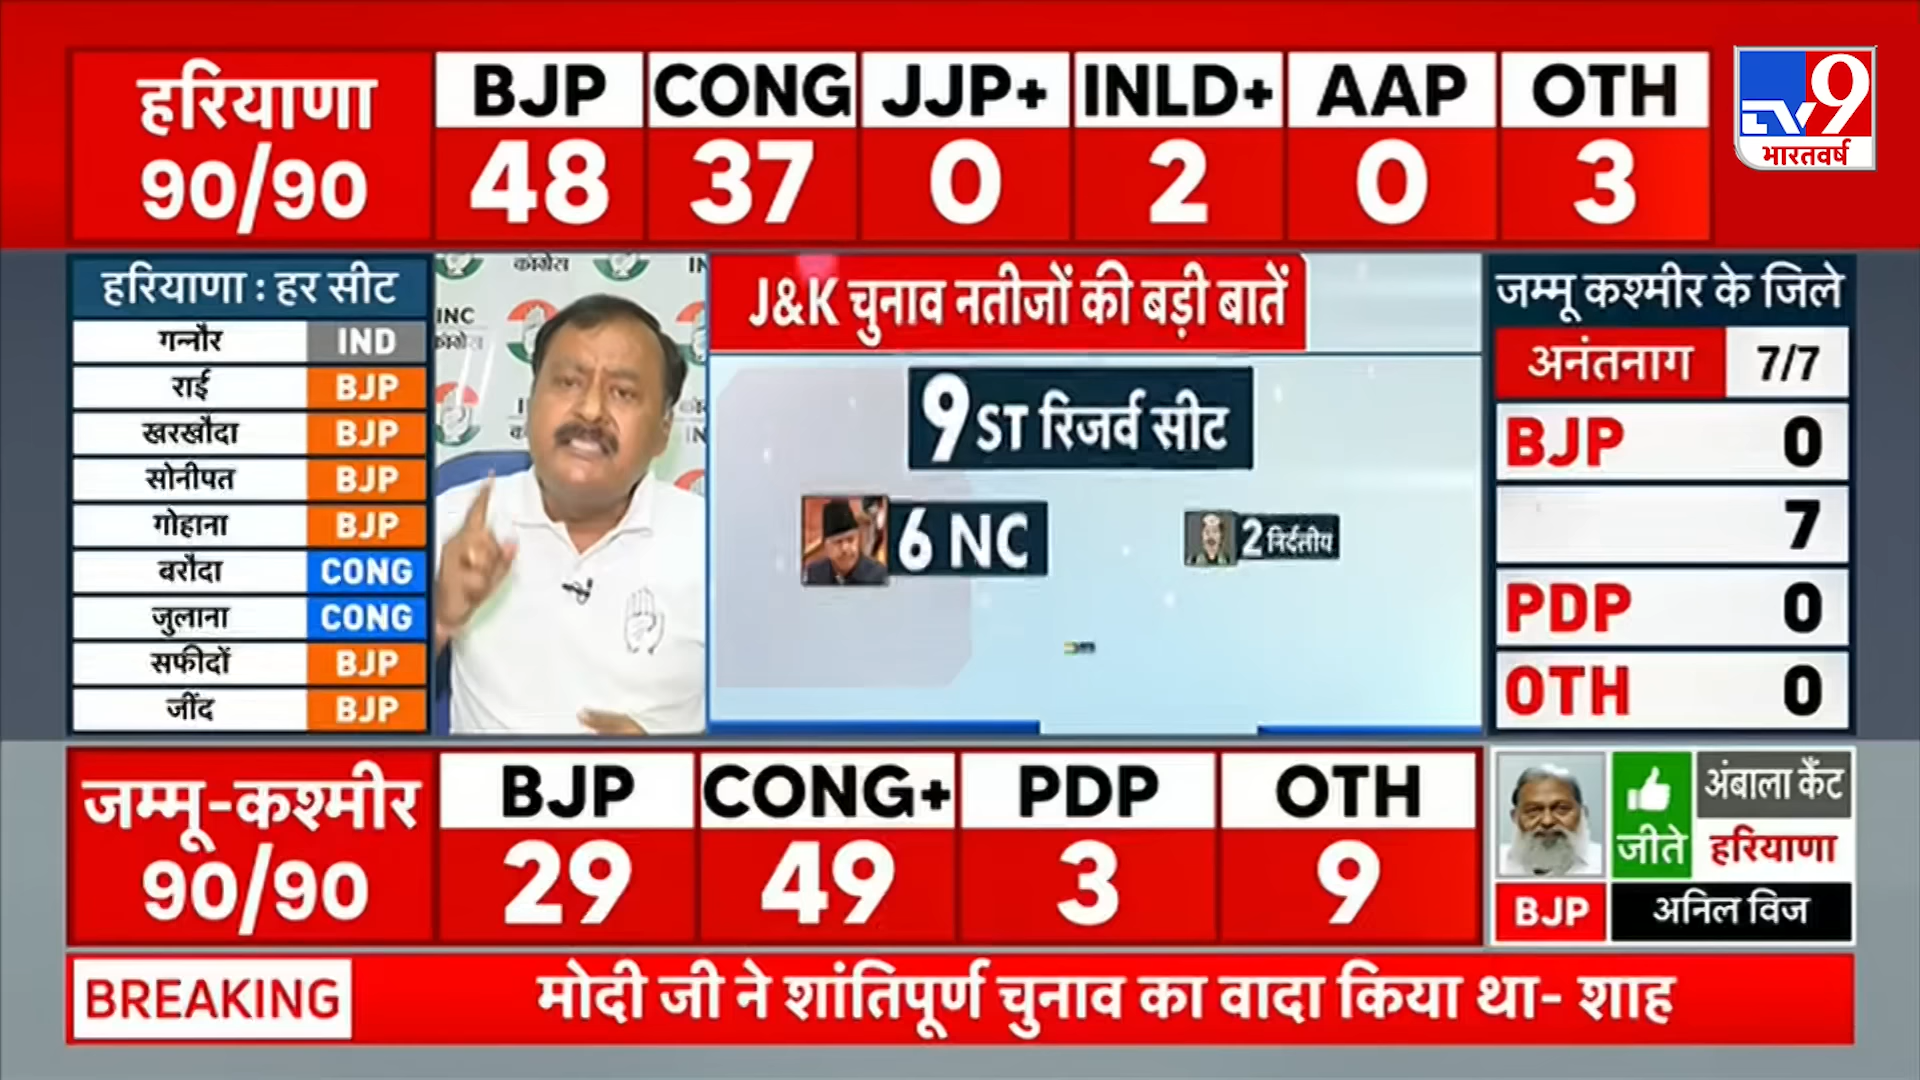 हरियाणा
90/90
BJP CONG JJP+ INLD+ AAP OTH
48 37 0 2 0 3
TV9
भारतवर्ष
हरियाणा : हर सीट
गन्नौर IND
राई BJP
खरखौदा BJP
सोनीपत BJP
गोहाना BJP
बरौदा CONG
जुलाना CONG
सफीदों BJP
जींद BJP
कांग्रेस
INC
J&K चुनाव नतीजों की बड़ी बातें
9 ST रिजर्व सीट
6 NC
2 निर्दलीय
जम्मू कश्मीर के जिले
अनंतनाग 7/7
BJP 0
7
PDP 0
OTH 0
जम्मू-कश्मीर
90/90
BJP CONG+ PDP OTH
29 49 3 9
जीते
अंबाला कैंट
हरियाणा
BJP अनिल विज
BREAKING मोदी जी ने शांतिपूर्ण चुनाव का वादा किया था- शाह